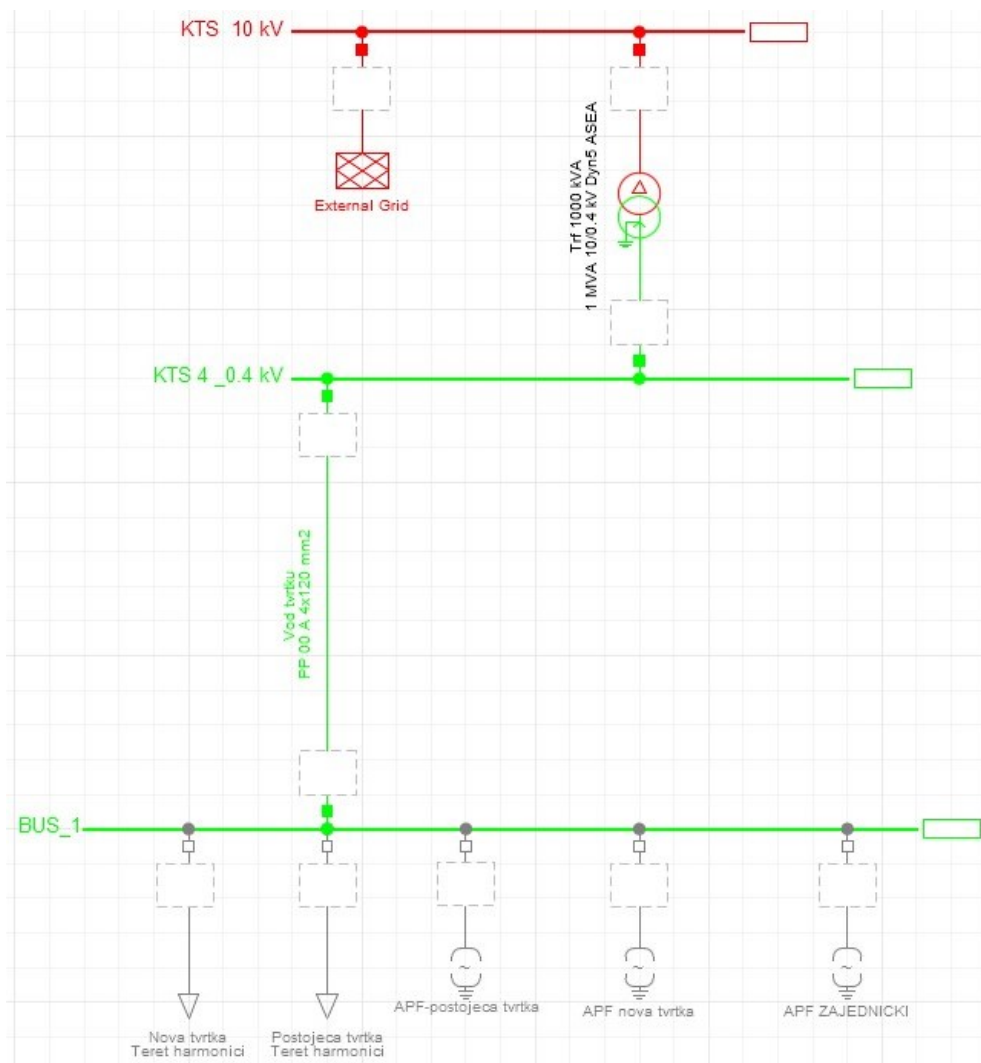 KTS 10 kV
External Grid
Trf 1000 kVA
1 MVA 10/0.4 kV Dyn5 ASEA
KTS 4 _0.4 kV
Vod tvrtku
PP 00 A 4x120 mm2
BUS_1
Nova tvrtka
Teret harmonici
Postojeca tvrtka
Teret harmonici
~
APF-postojeca tvrtka
~
APF nova tvrtka
~
APF ZAJEDNICKI